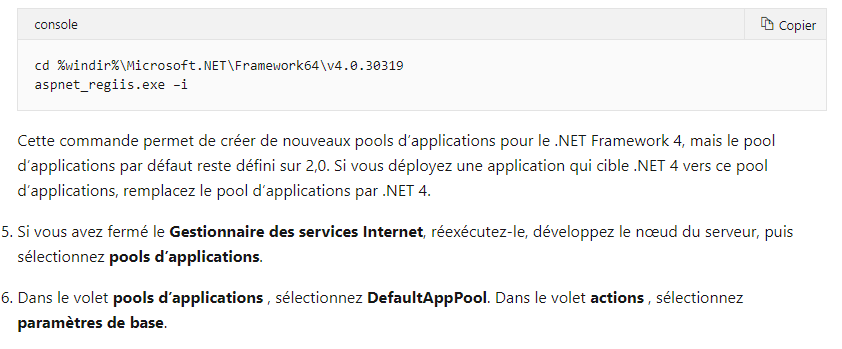 console
Copier
cd %windir%\Microsoft.NET\Framework64\v4.0.30319
aspnet_regiis.exe –i
Cette commande permet de créer de nouveaux pools d’applications pour le .NET Framework 4, mais le pool
d’applications par défaut reste défini sur 2,0. Si vous déployez une application qui cible .NET 4 vers ce pool
d’applications, remplacez le pool d’applications par .NET 4.
5. Si vous avez fermé le Gestionnaire des services Internet, réexécutez-le, développez le nœud du serveur, puis
sélectionnez pools d’applications.
6. Dans le volet pools d’applications , sélectionnez DefaultAppPool. Dans le volet actions , sélectionnez
paramètres de base.